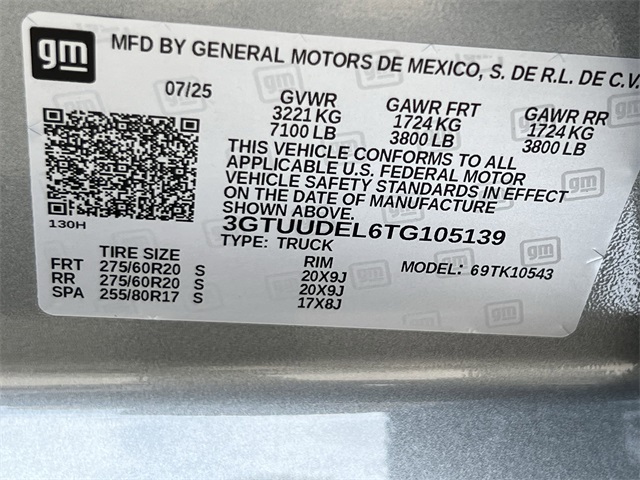 gm MFD BY GENERAL MOTORS DE MEXICO, S. DE R.L. DE C.V.
07/25 GVWR GAWR FRT GAWR RR
3221 KG 1724 KG 1724 KG
7100 LB 3800 LB 3800 LB
THIS VEHICLE CONFORMS TO ALL
APPLICABLE U.S. FEDERAL MOTOR
VEHICLE SAFETY STANDARDS IN EFFECT
ON THE DATE OF MANUFACTURE
SHOWN ABOVE.
130H
3GTUUDEL6TG105139
TYPE: TRUCK
TIRE SIZE RIM MODEL: 69TK10543
FRT 275/60R20 S 20X9J
RR 275/60R20 S 20X9J
SPA 255/80R17 S 17X8J